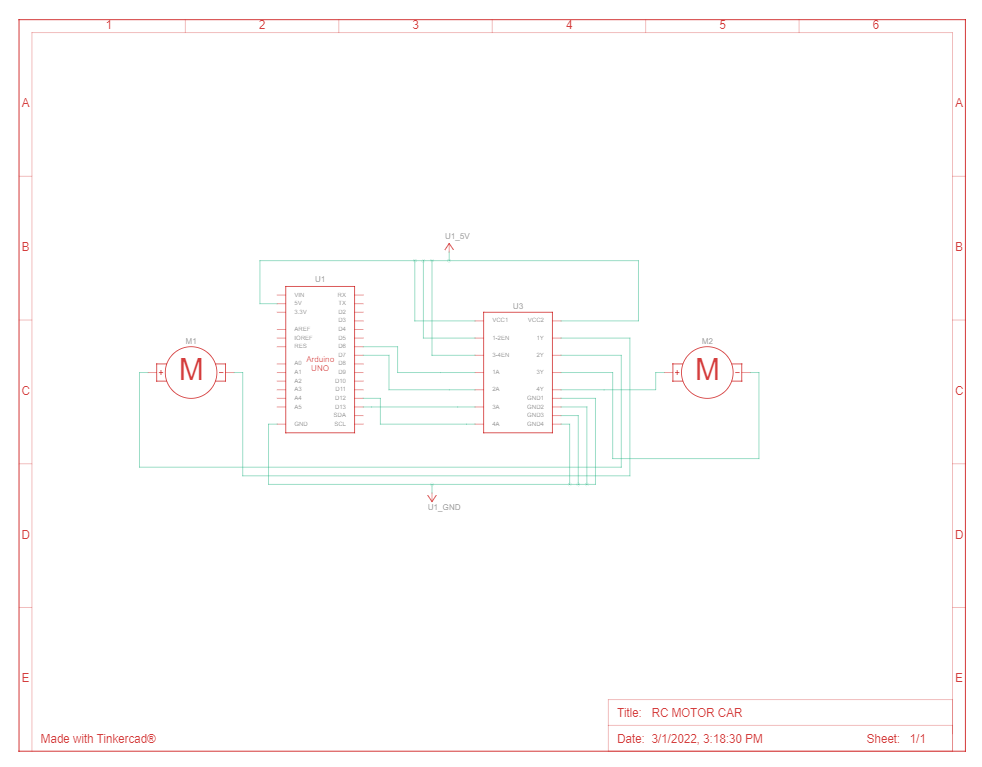 1 2 3 4 5 6
A A
B B
U1_5V
U1
VIN RX
5V TX
3.3V D2
D3
AREF D4
IOREF D5
RES D6
D7
A0 D8
A1 D9
A2 D10
A3 D11
A4 D12
A5 D13
SDA
GND SCL
Arduino
UNO
U3
VCC1 VCC2
1-2EN 1Y
3-4EN 2Y
1A 3Y
2A 4Y
GND1
3A GND2
GND3
4A GND4
C C
M1
+ M -
M2
+ M -
U1_GND
D D
E E
Title: RC MOTOR CAR
Made with Tinkercad®
Date: 3/1/2022, 3:18:30 PM Sheet: 1/1